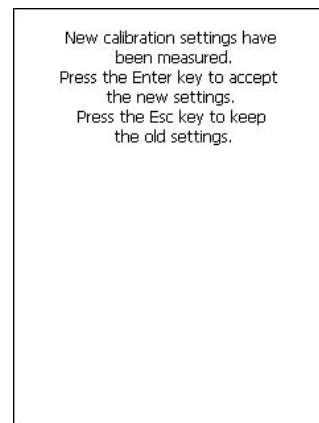 New calibration settings have
been measured.
Press the Enter key to accept
the new settings.
Press the Esc key to keep
the old settings.